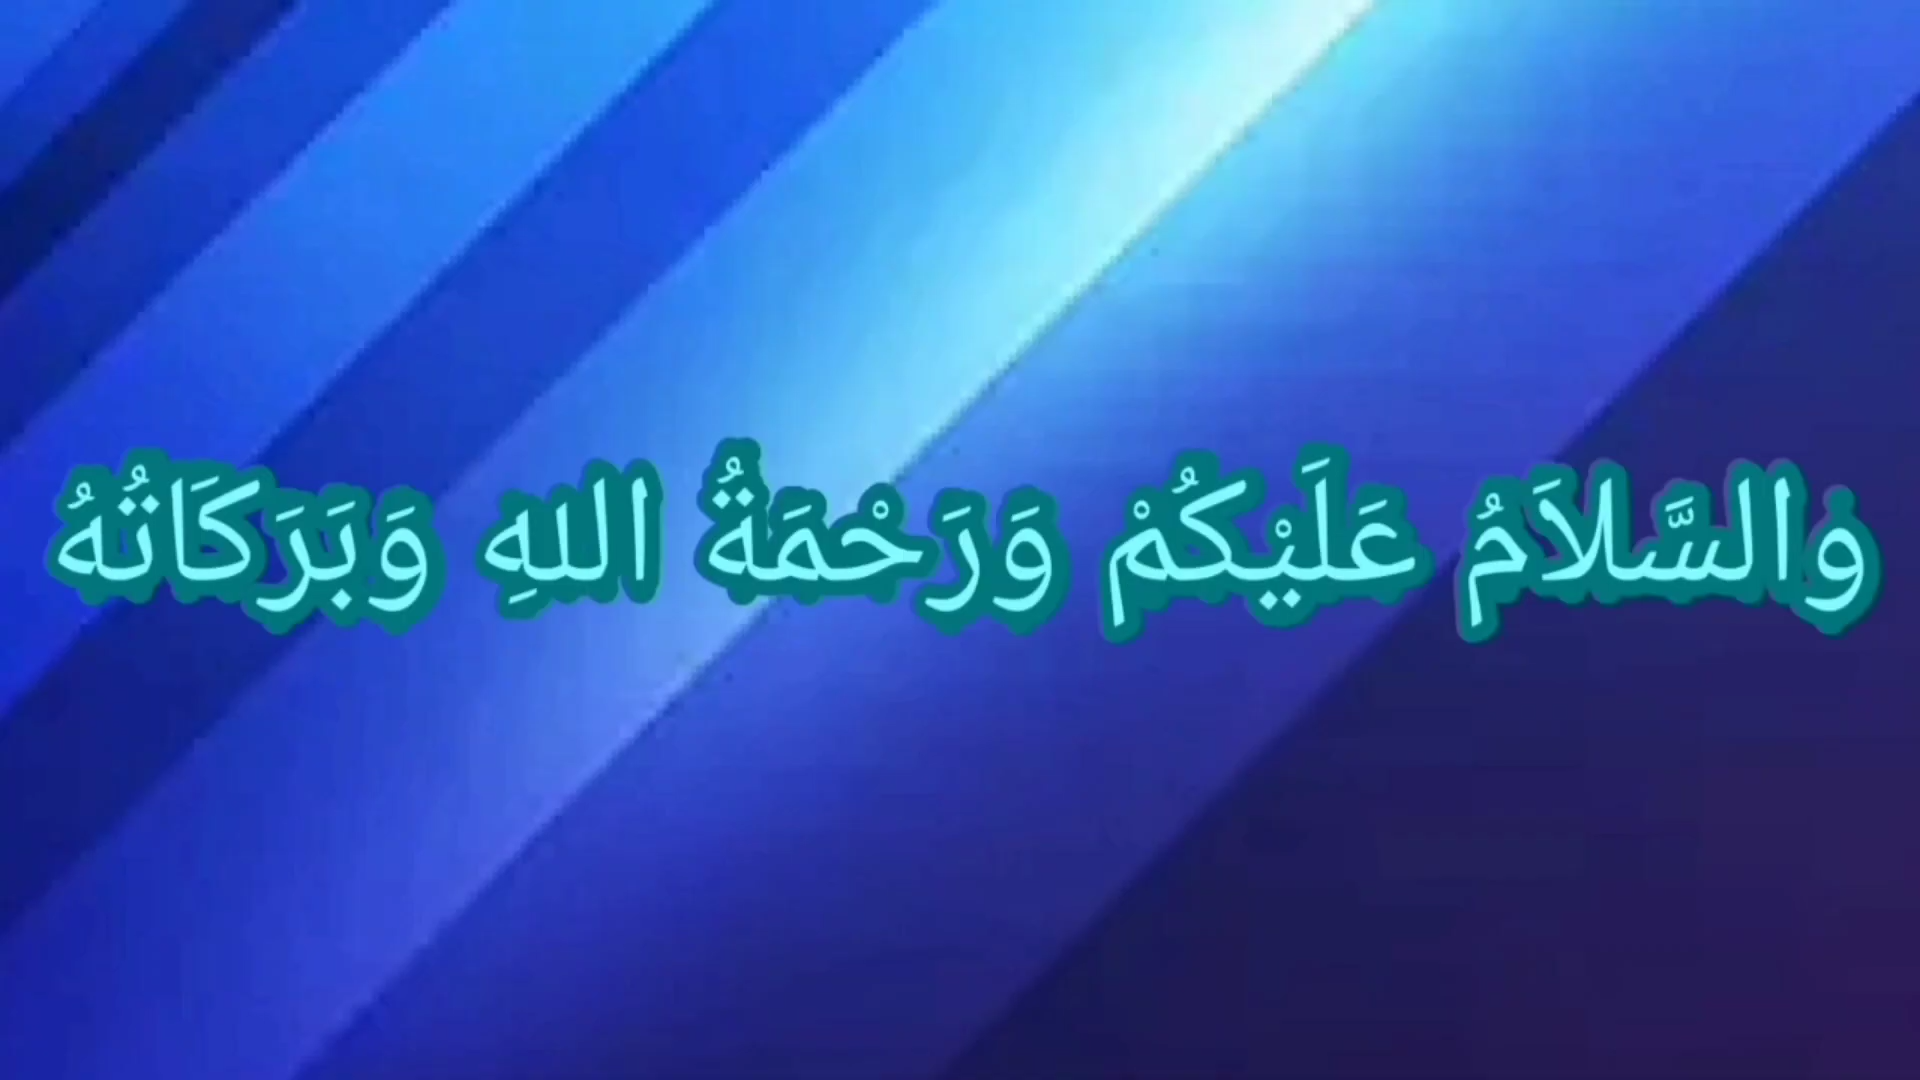 والسَّلاَمُ عَلَيْكُمْ وَرَحْمَةُ اللهِ وَبَرَكَاتُهُ